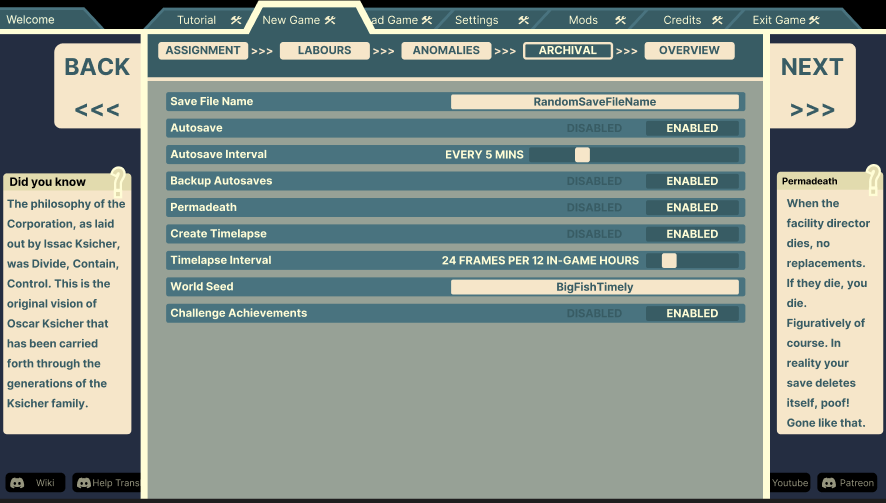 Welcome
Tutorial
New Game
ad Game
Settings
Mods
Credits
Exit Game
BACK
<<<
ASSIGNMENT >>> LABOURS >>> ANOMALIES >>> ARCHIVAL >>> OVERVIEW
NEXT
>>>
Save File Name RandomSaveFileName
Autosave DISABLED ENABLED
Autosave Interval EVERY 5 MINS
Backup Autosaves DISABLED ENABLED
Permadeath DISABLED ENABLED
Create Timelapse DISABLED ENABLED
Timelapse Interval 24 FRAMES PER 12 IN-GAME HOURS
World Seed BigFishTimely
Challenge Achievements DISABLED ENABLED
Did you know
?
The philosophy of the
Corporation, as laid
out by Issac Ksicher,
was Divide, Contain,
Control. This is the
original vision of
Oscar Ksicher that
has been carried
forth through the
generations of the
Ksicher family.
Permadeath
?
When the
facility director
dies, no
replacements.
If they die, you
die.
Figuratively of
course. In
reality your
save deletes
itself, poof!
Gone like that.
Wiki
Help Transl
Youtube
Patreon